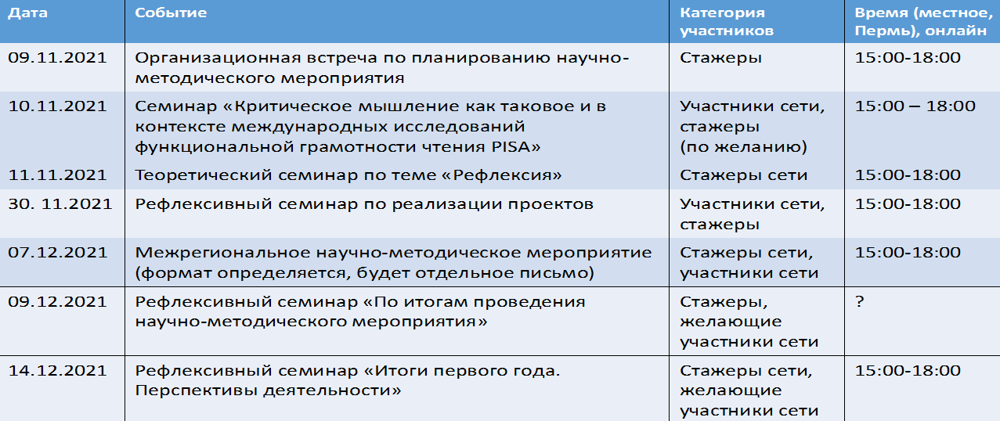 Дата
Событие
Категория
участников
Время (местное,
Пермь), онлайн
09.11.2021
Организационная встреча по планированию научно-
методического мероприятия
Стажеры
15:00-18:00
10.11.2021
Семинар «Критическое мышление как таковое и в
контексте международных исследований
функциональной грамотности чтения PISA»
Участники сети,
стажеры
(по желанию)
15:00 – 18:00
11.11.2021
Теоретический семинар по теме «Рефлексия»
Стажеры сети
15:00-18:00
30. 11.2021
Рефлексивный семинар по реализации проектов
Участники сети,
стажеры
15:00-18:00
07.12.2021
Межрегиональное научно-методическое мероприятие
(формат определяется, будет отдельное письмо)
Стажеры сети,
участники сети
15:00-18:00
09.12.2021
Рефлексивный семинар «По итогам проведения
научно-методического мероприятия»
Стажеры,
желающие
участники сети
?
14.12.2021
Рефлексивный семинар «Итоги первого года.
Перспективы деятельности»
Стажеры сети,
желающие
участники сети
15:00-18:00